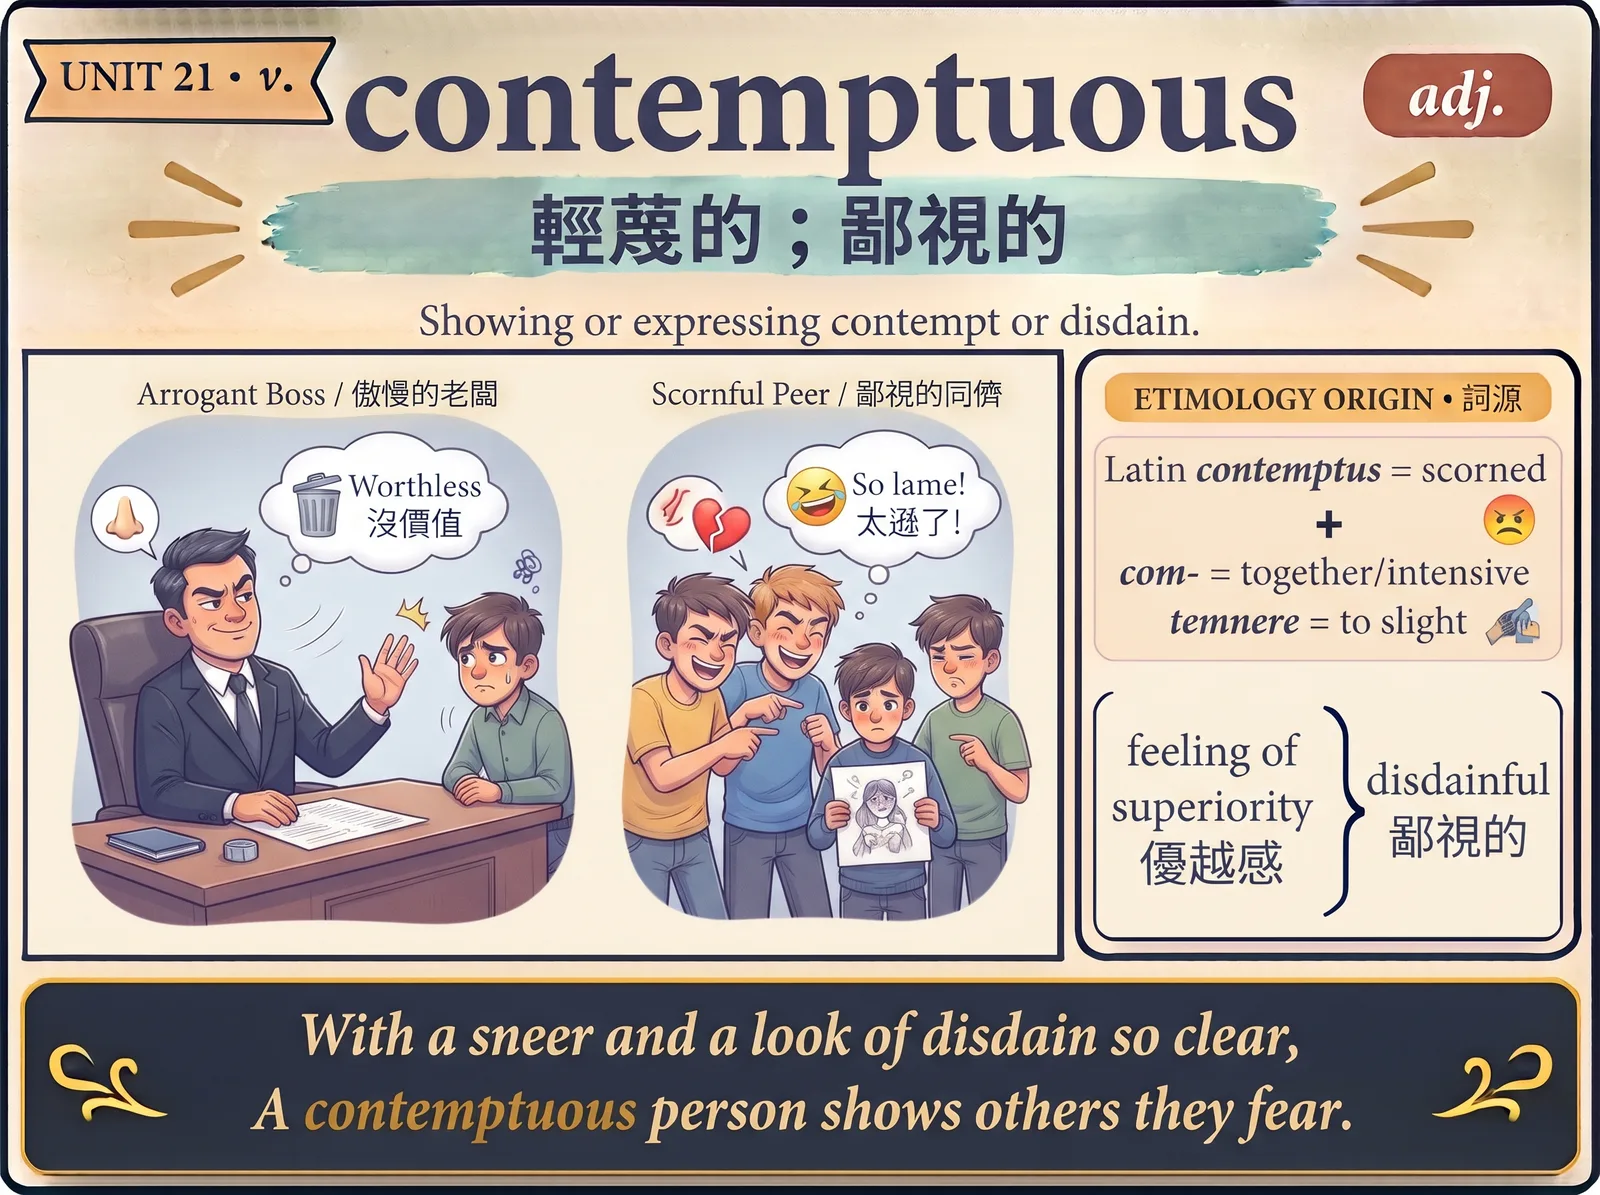 UNIT 21 • v.
contemptuous
adj.
輕蔑的；鄙視的
Showing or expressing contempt or disdain.
Arrogant Boss / 傲慢的老闆
Worthless
沒價值
Scornful Peer / 鄙視的同儕
So lame!
太遜了!
ETIMOLOGY ORIGIN • 詞源
Latin contemptus = scorned
+
com- = together/intensive
temnere = to slight
feeling of
superiority
優越感
disdainful
鄙視的
With a sneer and a look of disdain so clear,
A contemptuous person shows others they fear.